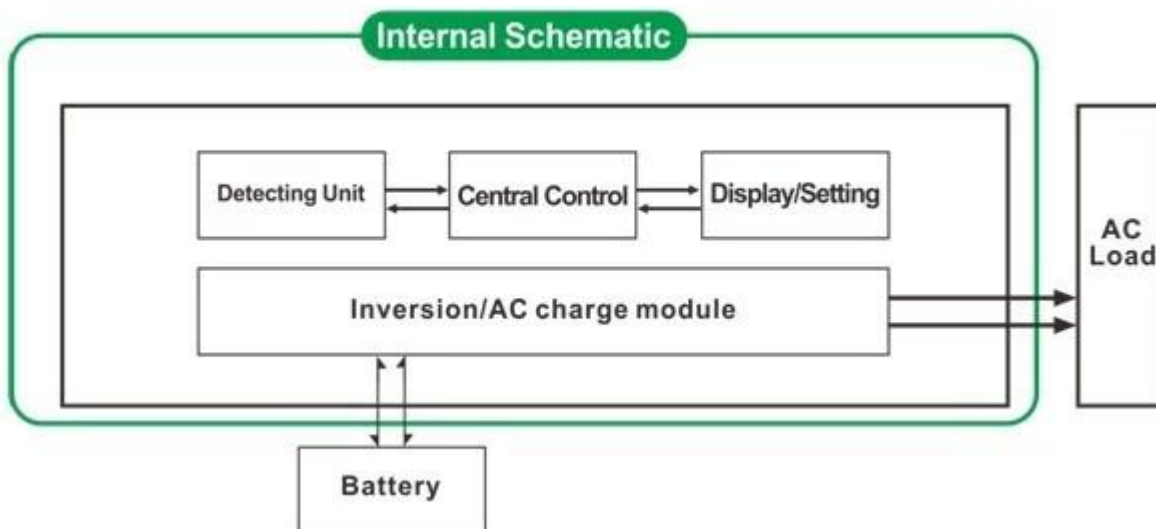 Internal Schematic
Detecting Unit
Central Control
Display/Setting
AC
Load
Inversion/AC charge module
Battery